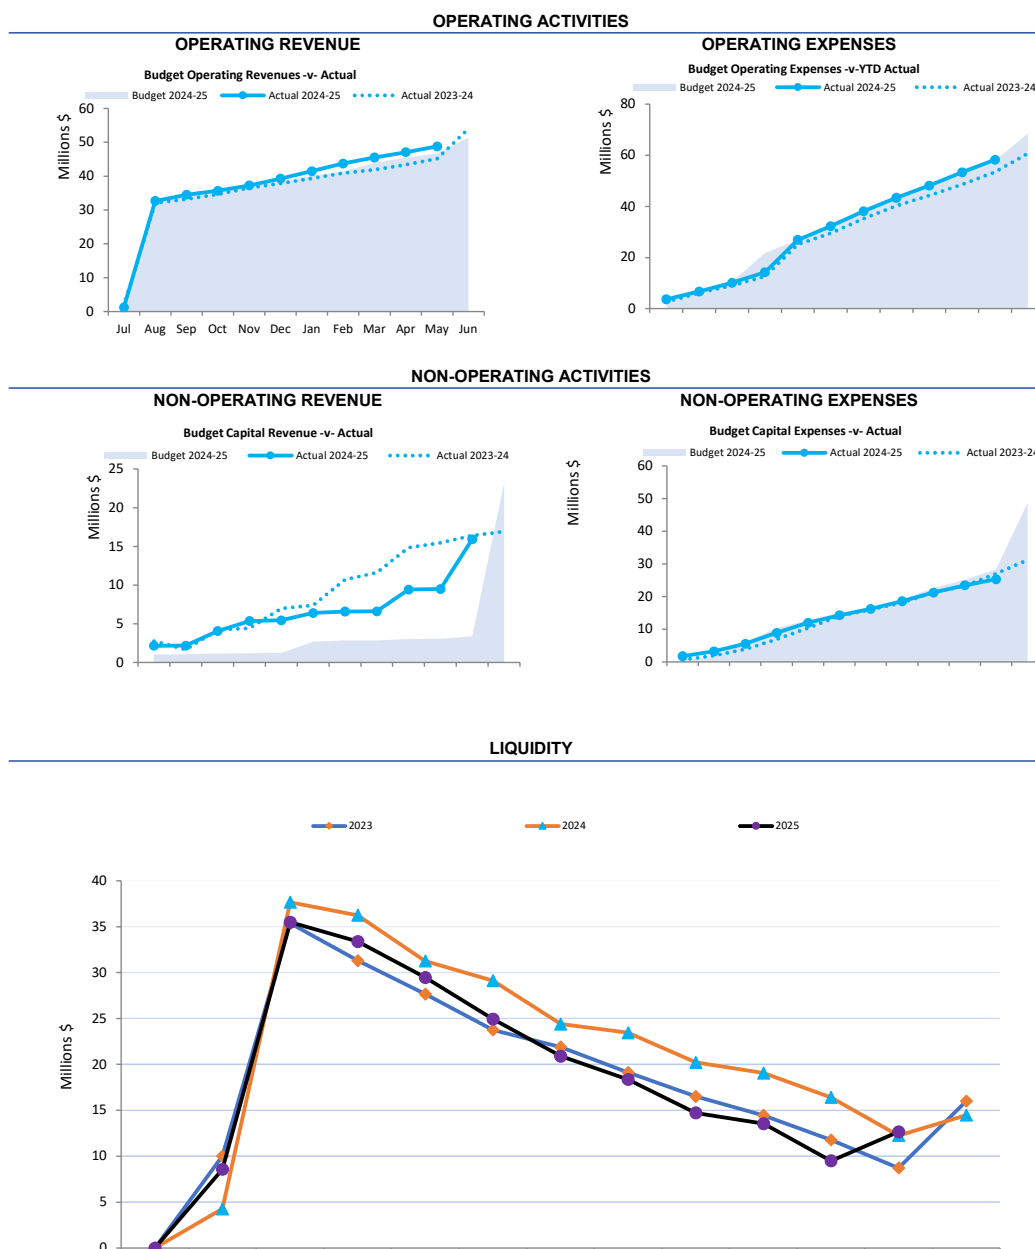 OPERATING ACTIVITIES
OPERATING REVENUE
Budget Operating Revenues -v- Actual
Budget 2024-25 Actual 2024-25 Actual 2023-24
Millions $
60
50
40
30
20
10
0
Jul Aug Sep Oct Nov Dec Jan Feb Mar Apr May Jun
OPERATING EXPENSES
Budget Operating Expenses -v-YTD Actual
Budget 2024-25 Actual 2024-25 Actual 2023-24
Millions $
80
60
40
20
0
NON-OPERATING ACTIVITIES
NON-OPERATING REVENUE
Budget Capital Revenue -v- Actual
Budget 2024-25 Actual 2024-25 Actual 2023-24
Millions $
25
20
15
10
5
0
NON-OPERATING EXPENSES
Budget Capital Expenses -v- Actual
Budget 2024-25 Actual 2024-25 Actual 2023-24
Millions $
60
50
40
30
20
10
0
LIQUIDITY
2023 2024 2025
Millions $
40
35
30
25
20
15
10
5
0